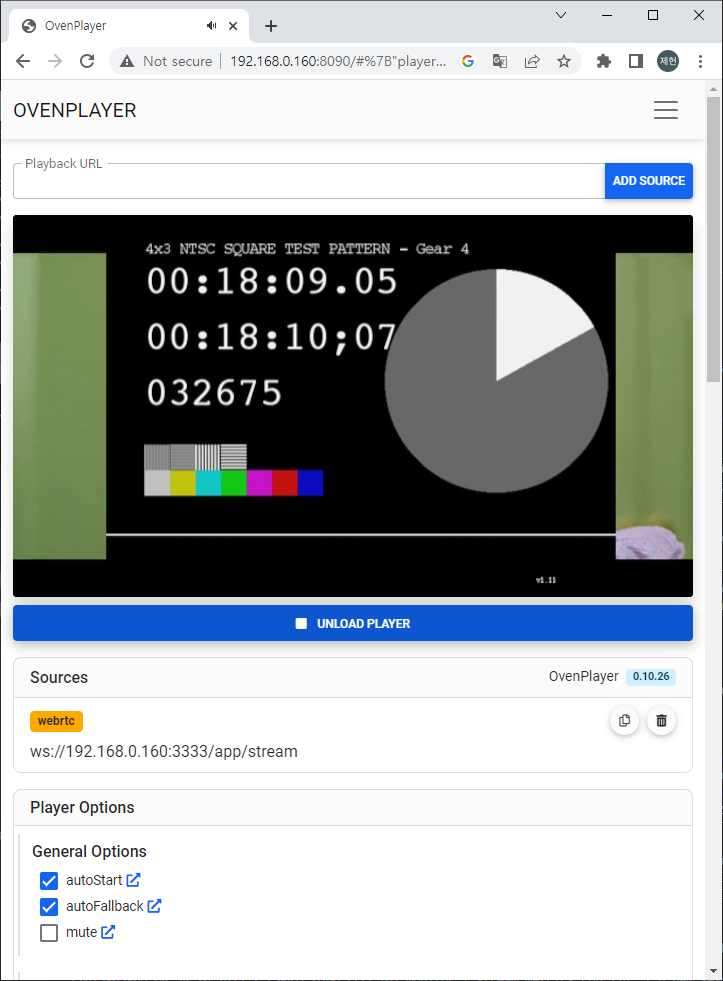 OvenPlayer
Not secure | 192.168.0.160:8090/#%7B"player...
제헌
OVENPLAYER
Playback URL
ADD SOURCE
4x3 NTSC SQUARE TEST PATTERN - Gear 4
00:18:09.05
00:18:10;07
032675
v1.11
UNLOAD PLAYER
Sources
OvenPlayer 0.10.26
webrtc
ws://192.168.0.160:3333/app/stream
Player Options
General Options
autoStart
autoFallback
mute